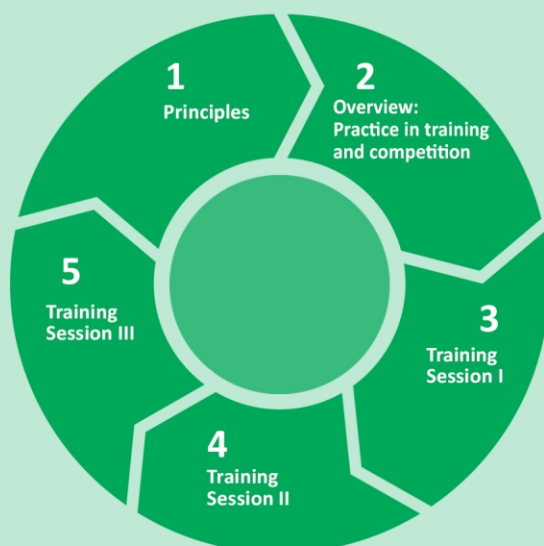 1
Principles
2
Overview:
Practice in training
and competition
3
Training
Session I
4
Training
Session II
5
Training
Session III